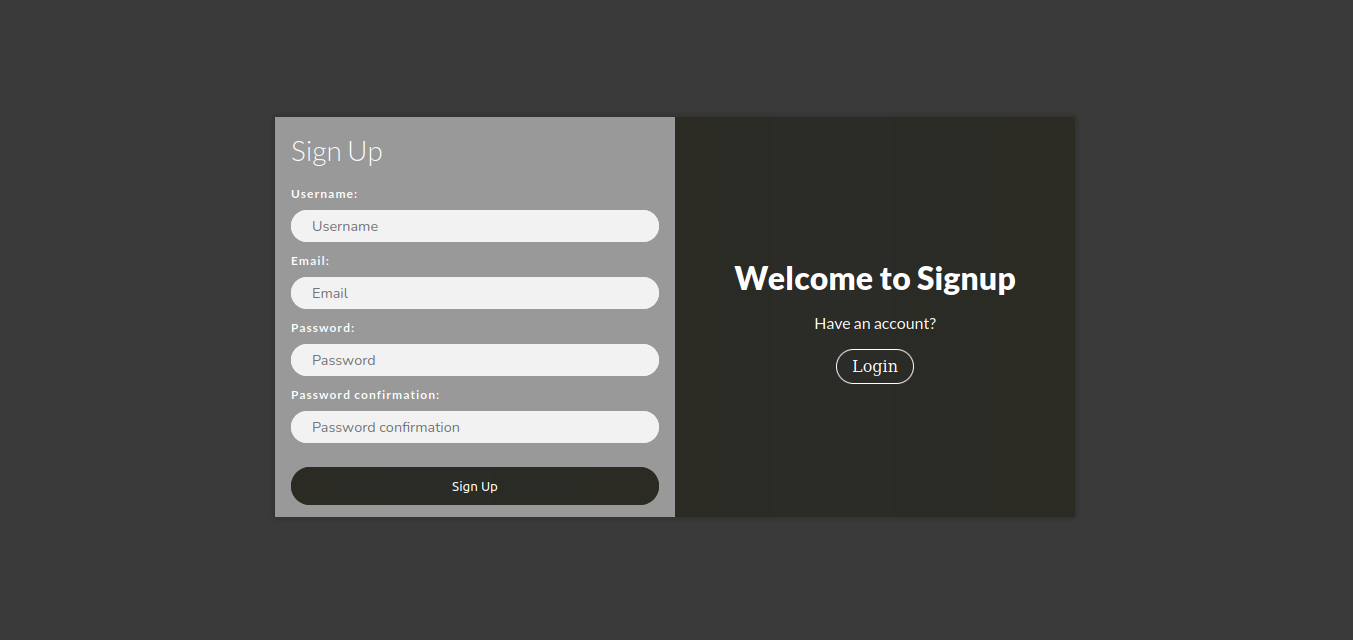 Sign Up
Username:
Username
Email:
Email
Password:
Password
Password confirmation:
Password confirmation
Sign Up
Welcome to Signup
Have an account?
Login